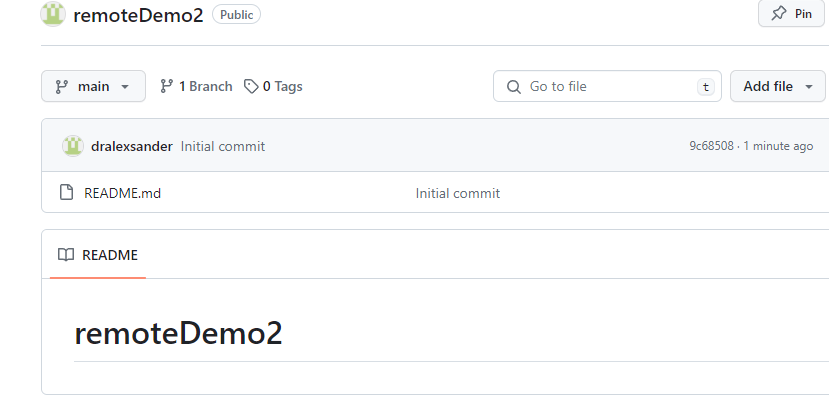 remoteDemo2 Public Pin
main 1 Branch 0 Tags Go to file t Add file
dralexsander Initial commit 9c68508 · 1 minute ago
README.md Initial commit
README
remoteDemo2